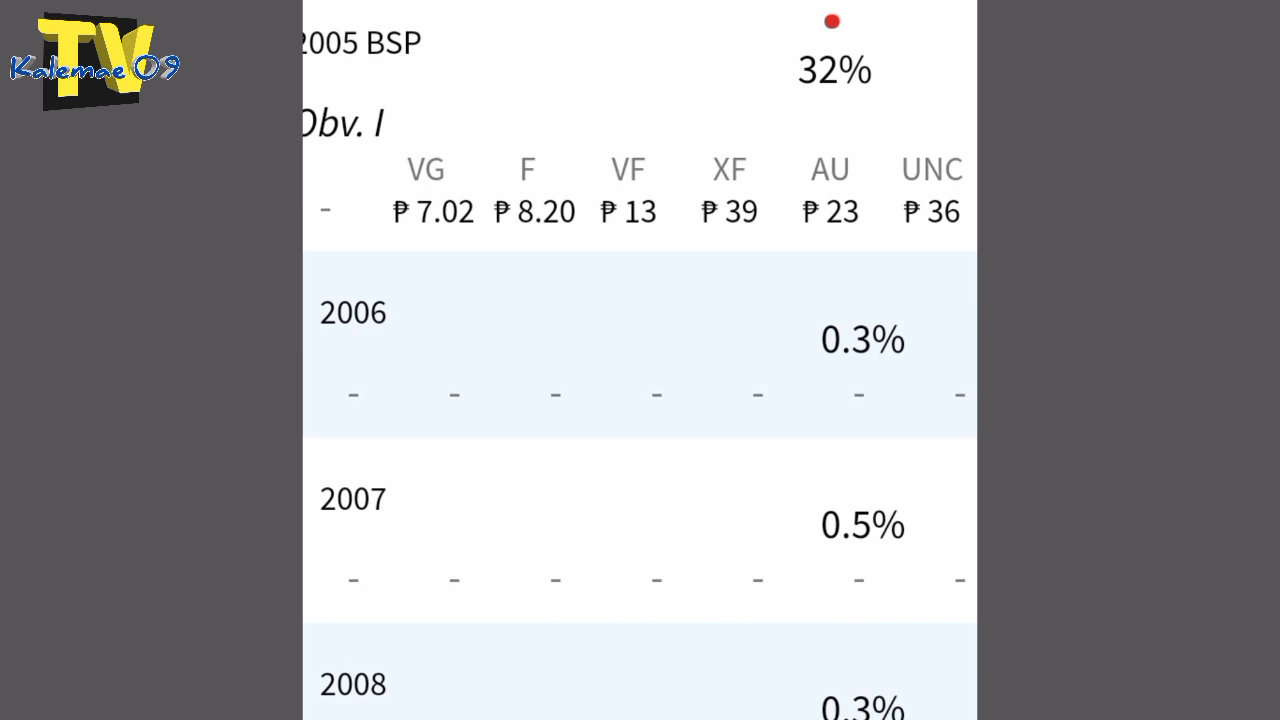 TV
Kalemae 09
2005 BSP
32%
Obv. I
VG F VF XF AU UNC
- ₱ 7.02 ₱ 8.20 ₱ 13 ₱ 39 ₱ 23 ₱ 36
2006
0.3%
- - - - - - -
2007
0.5%
- - - - - - -
2008
0.3%